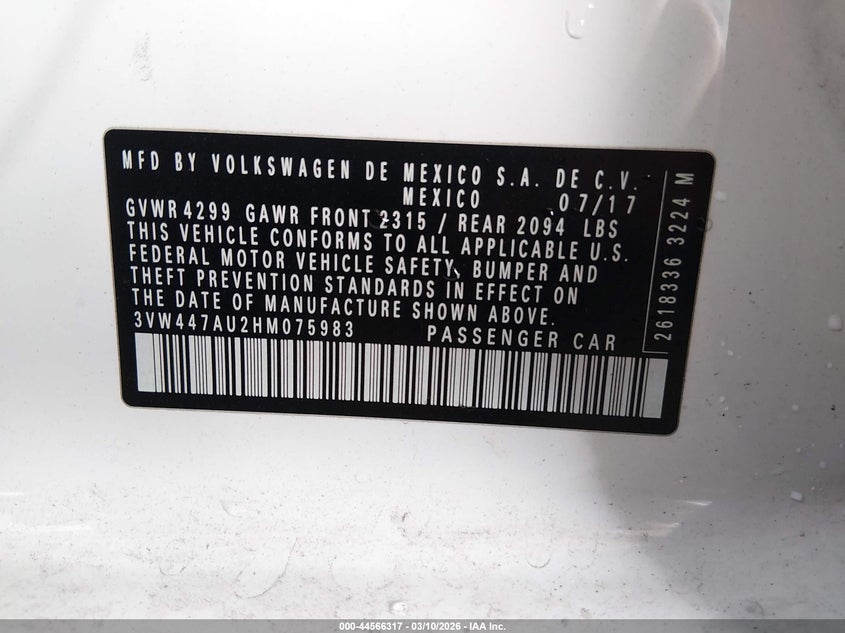 MFD BY VOLKSWAGEN DE MEXICO S.A. DE C.V.
MEXICO 07/17
GVWR 4299 GAWR FRONT 2315 / REAR 2094 LBS
THIS VEHICLE CONFORMS TO ALL APPLICABLE U.S.
FEDERAL MOTOR VEHICLE SAFETY, BUMPER AND
THEFT PREVENTION STANDARDS IN EFFECT ON
THE DATE OF MANUFACTURE SHOWN ABOVE.
3VW447AU2HM075983 PASSENGER CAR
2618336 3224 M
000-44566317 - 03/10/2026 - IAA Inc.